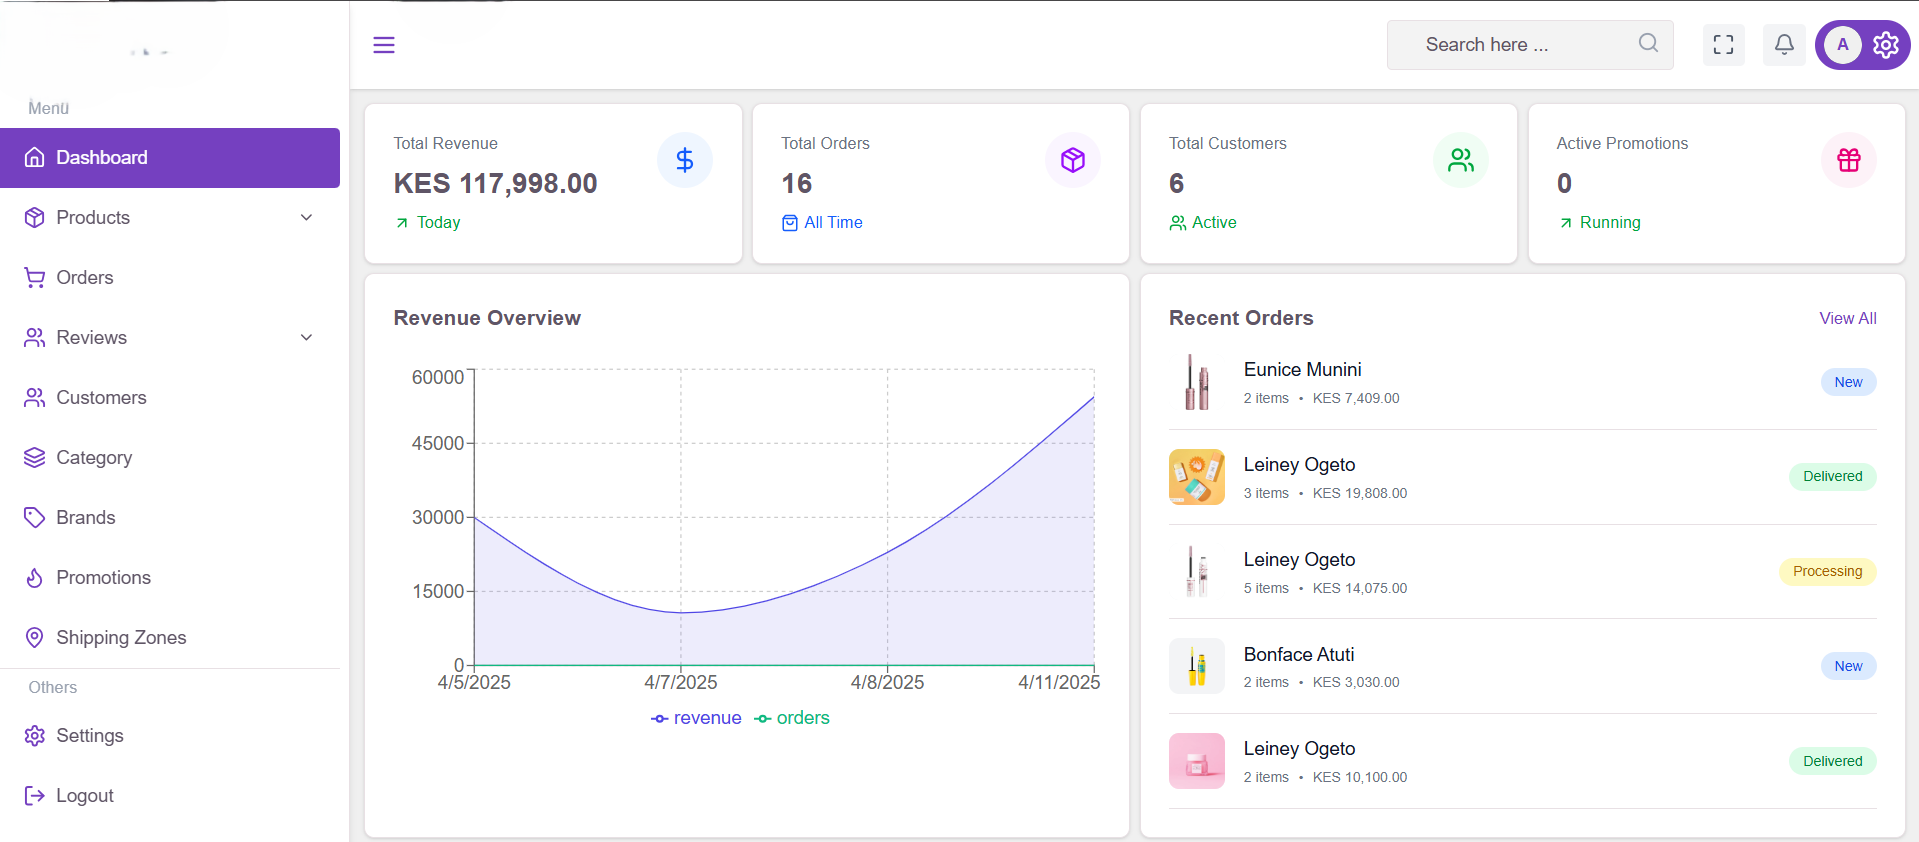 Menu
Dashboard
Products
Orders
Reviews
Customers
Category
Brands
Promotions
Shipping Zones
Others
Settings
Logout
Search here ...
A
Total Revenue
KES 117,998.00
Today
Total Orders
16
All Time
Total Customers
6
Active
Active Promotions
0
Running
Revenue Overview
60000
45000
30000
15000
0
4/5/2025 4/7/2025 4/8/2025 4/11/2025
revenue orders
Recent Orders
View All
Eunice Munini
2 items • KES 7,409.00
New
Leiney Ogeto
3 items • KES 19,808.00
Delivered
Leiney Ogeto
5 items • KES 14,075.00
Processing
Bonface Atuti
2 items • KES 3,030.00
New
Leiney Ogeto
2 items • KES 10,100.00
Delivered